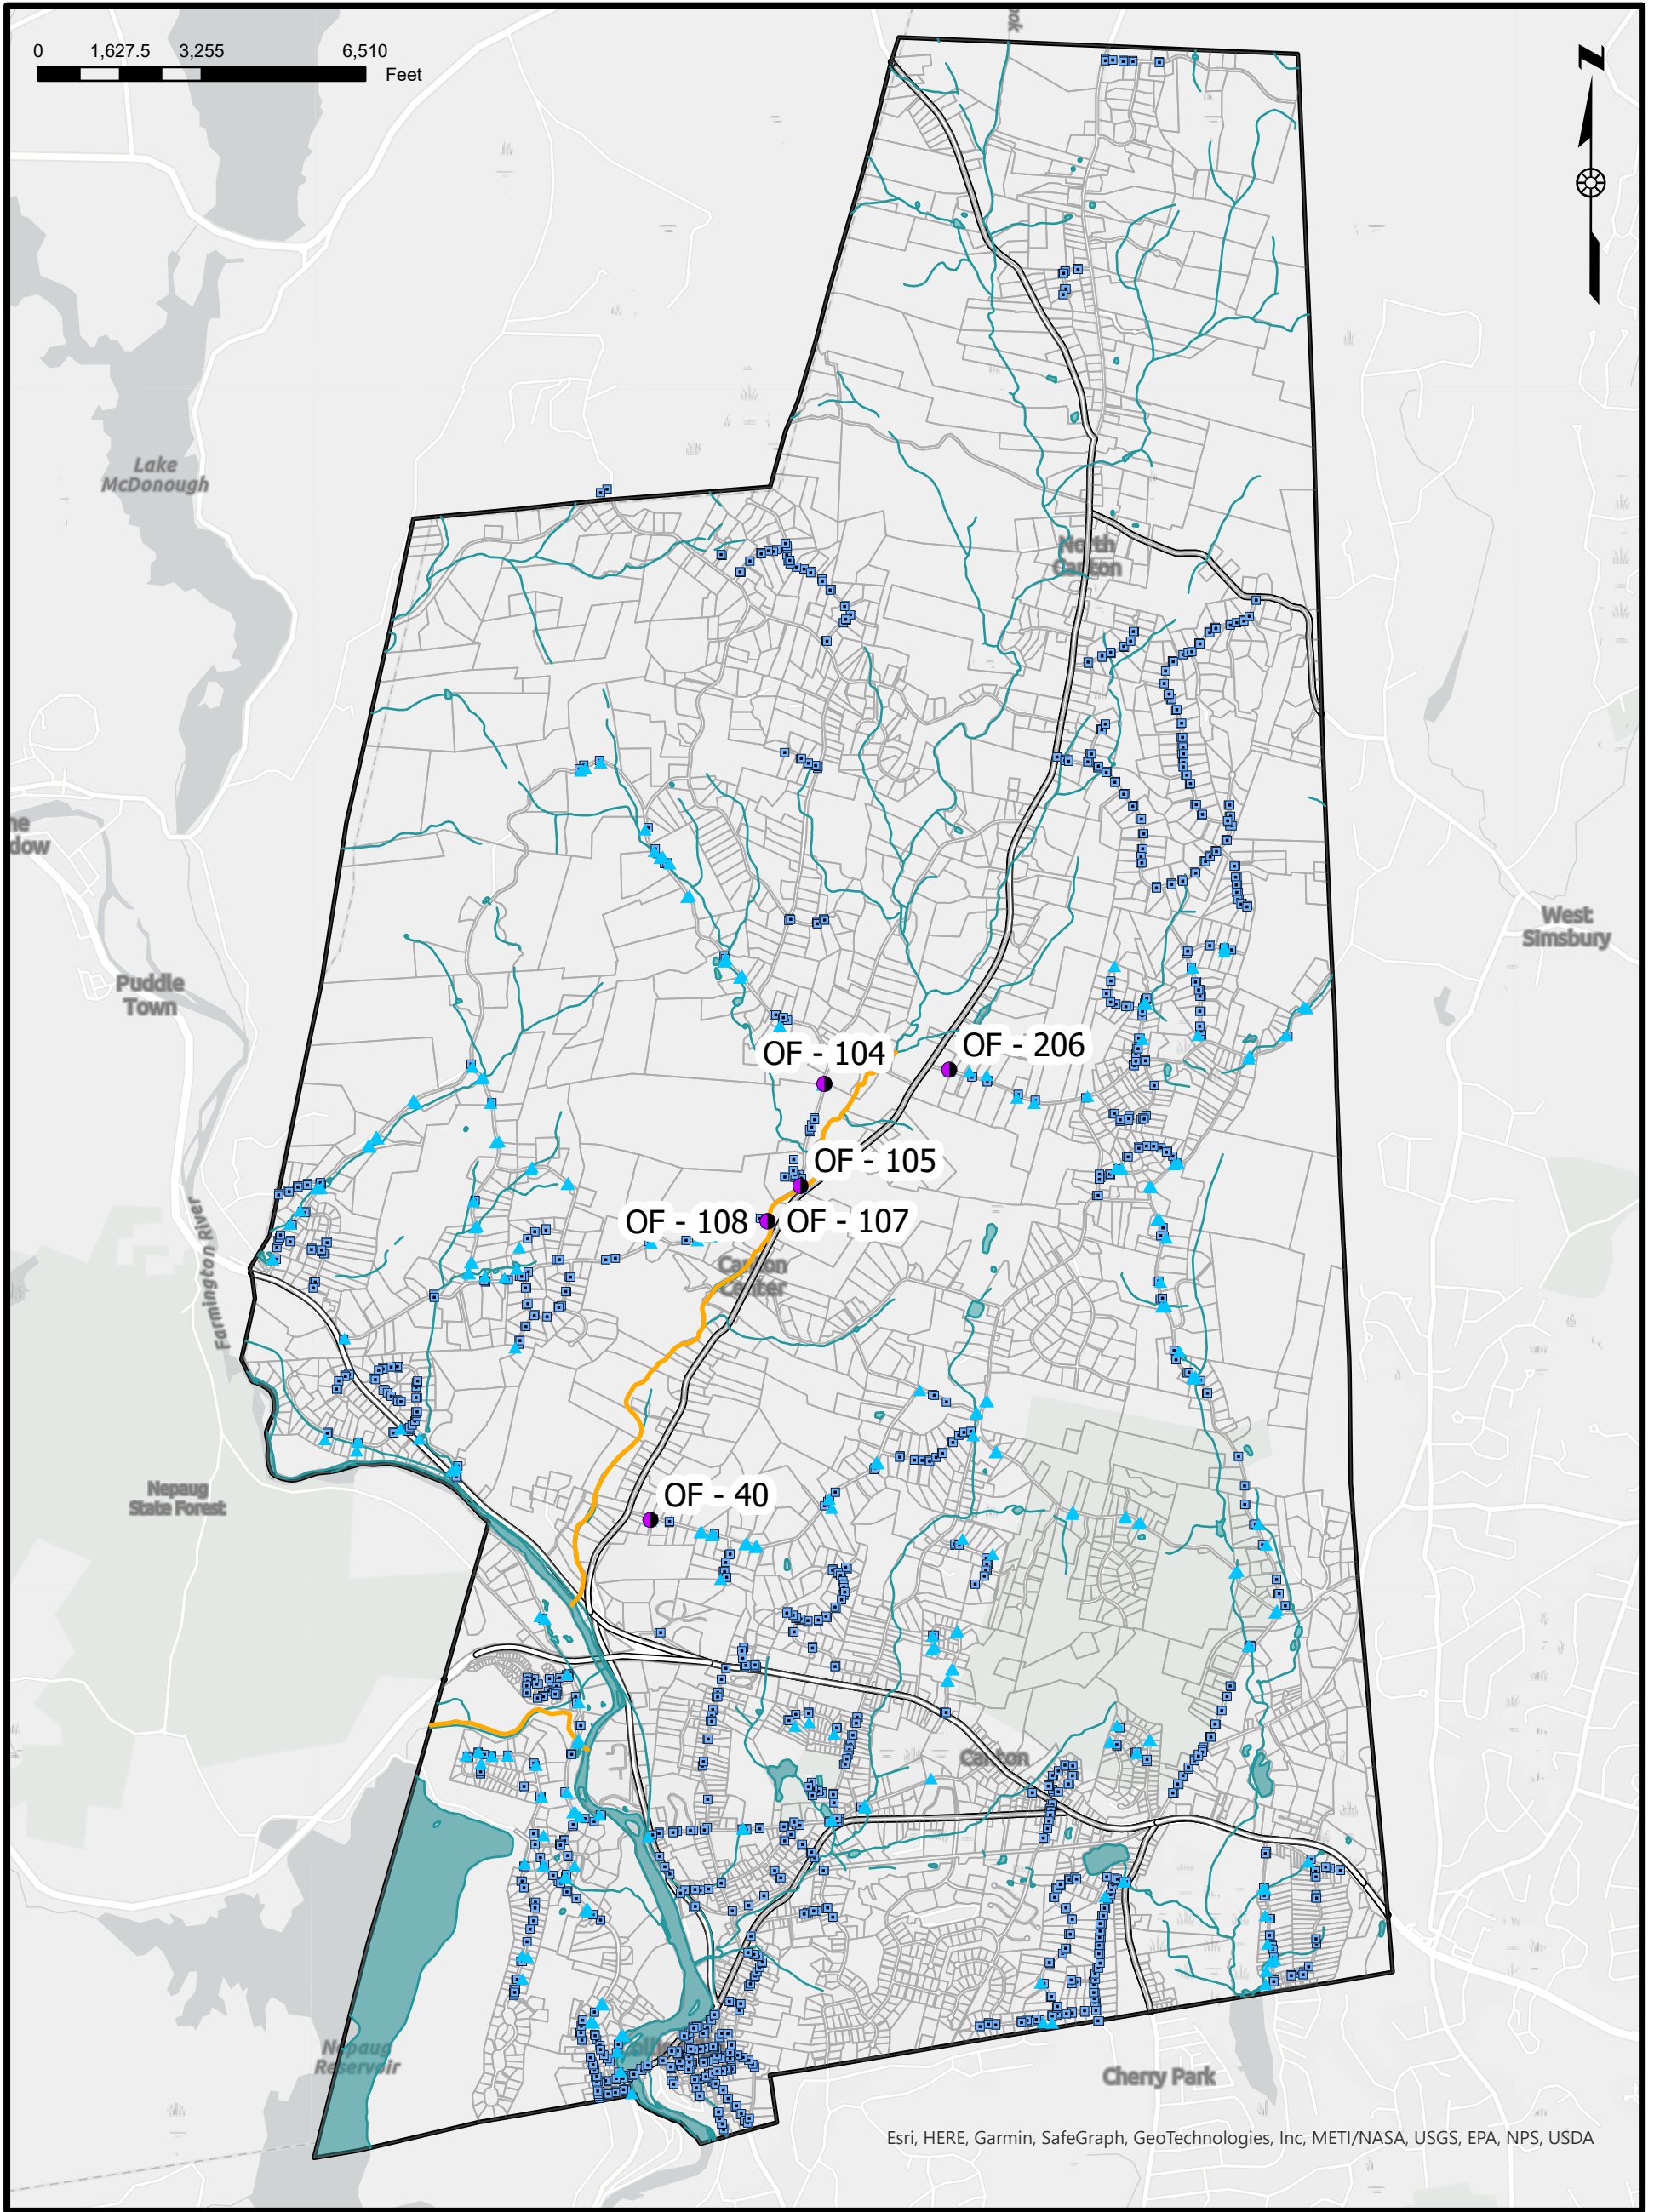 0 1,627.5 3,255 6,510
Feet
N
Lake
McDonough
North
Canton
West
Simsbury
Puddle
Town
OF - 104
OF - 206
OF - 105
OF - 108
OF - 107
Canton
Center
Farmington River
Nepaug
State Forest
OF - 40
Canton
Nepaug
Reservoir
Cherry Park
Esri, HERE, Garmin, SafeGraph, GeoTechnologies, Inc, METI/NASA, USGS, EPA, NPS, USDA